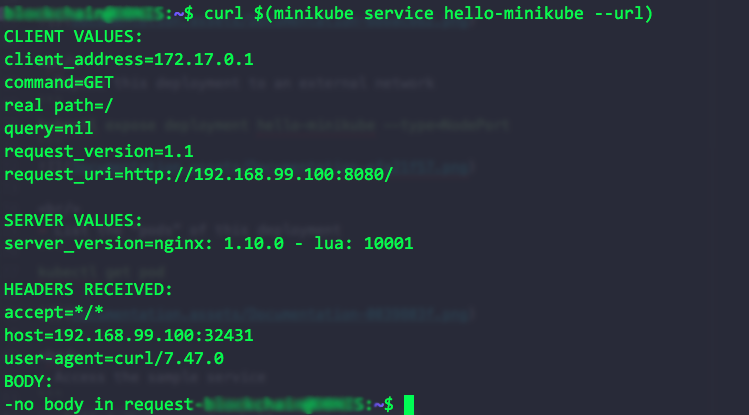 :~$ curl $(minikube service hello-minikube --url)
CLIENT VALUES:
client_address=172.17.0.1
command=GET
real path=/
query=nil
request_version=1.1
request_uri=http://192.168.99.100:8080/
SERVER VALUES:
server_version=nginx: 1.10.0 - lua: 10001
HEADERS RECEIVED:
accept=*/*
host=192.168.99.100:32431
user-agent=curl/7.47.0
BODY:
-no body in request- :~$